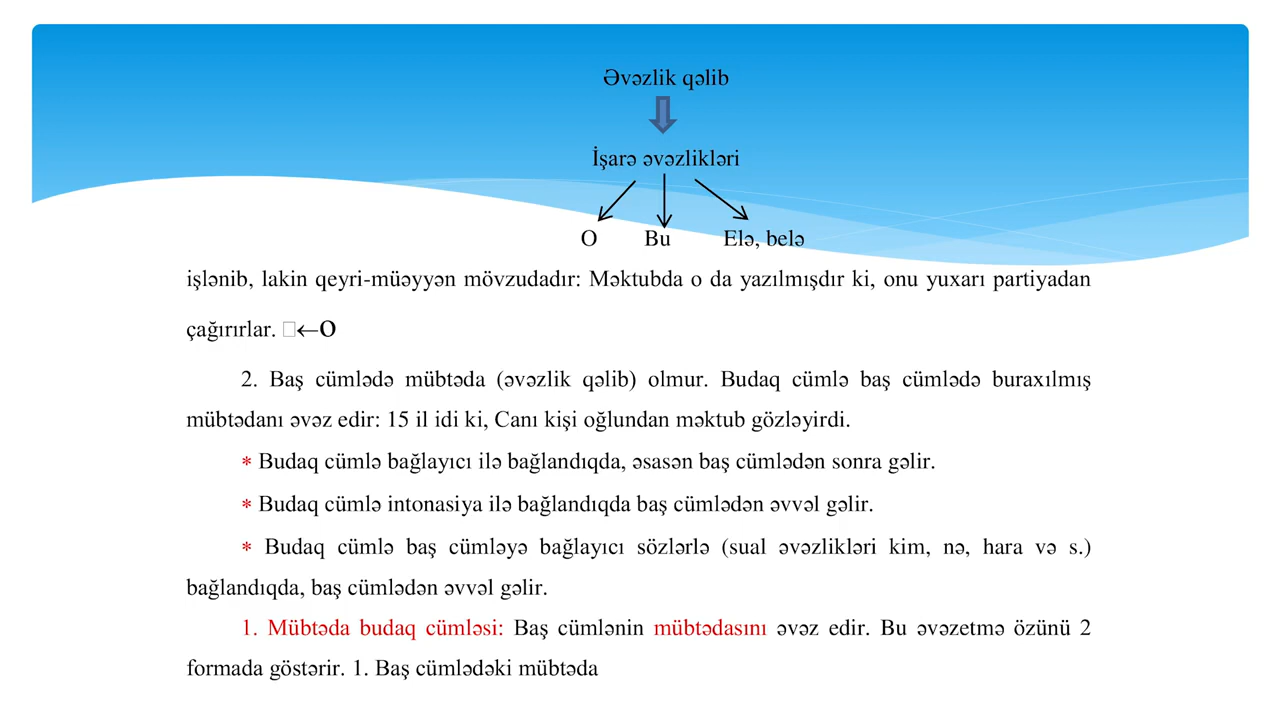 Əvəzlik qəlib
İşarə əvəzlikləri
O Bu Elə, belə
işlənib, lakin qeyri-müəyyən mövzudadır: Məktubda o da yazılmışdır ki, onu yuxarı partiyadan
çağırırlar. □←O
2. Baş cümlədə mübtəda (əvəzlik qəlib) olmur. Budaq cümlə baş cümlədə buraxılmış
mübtədanı əvəz edir: 15 il idi ki, Canı kişi oğlundan məktub gözləyirdi.
* Budaq cümlə bağlayıcı ilə bağlandıqda, əsasən baş cümlədən sonra gəlir.
* Budaq cümlə intonasiya ilə bağlandıqda baş cümlədən əvvəl gəlir.
* Budaq cümlə baş cümləyə bağlayıcı sözlərlə (sual əvəzlikləri kim, nə, hara və s.)
bağlandıqda, baş cümlədən əvvəl gəlir.
1. Mübtəda budaq cümləsi: Baş cümlənin mübtədasını əvəz edir. Bu əvəzetmə özünü 2
formada göstərir. 1. Baş cümlədəki mübtəda